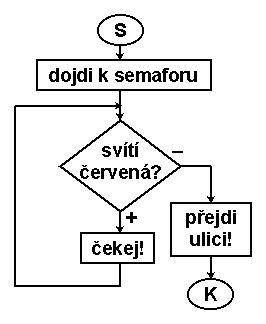 S
dojdi k semaforu
svítí
červená?
–
+
čekej!
přejdi
ulici!
K